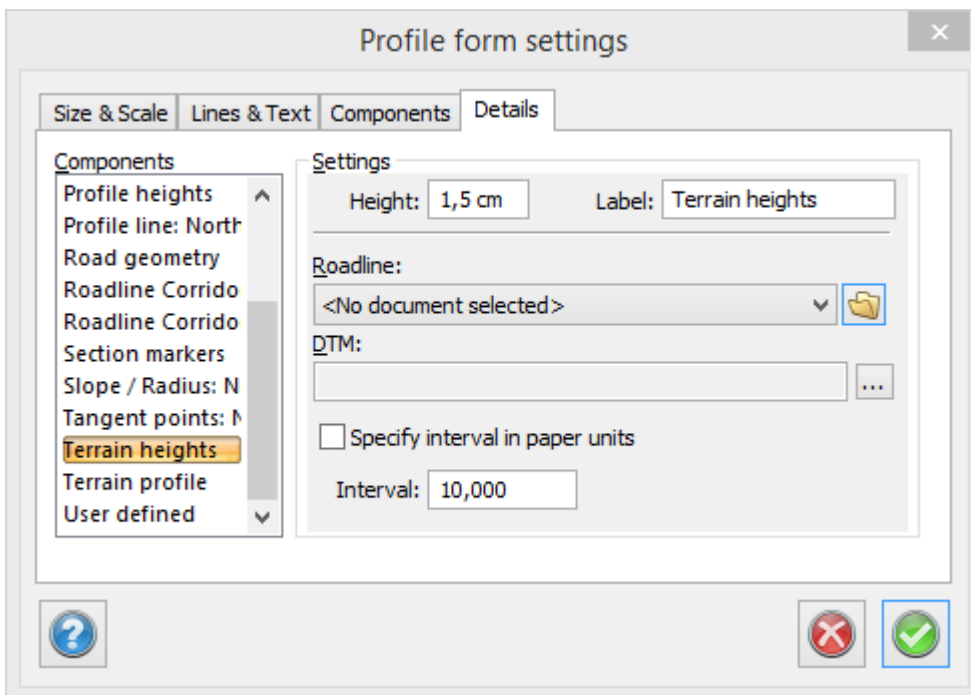 Profile form settings
Size & Scale
Lines & Text
Components
Details
Components
Profile heights
Profile line: North
Road geometry
Roadline Corrido
Roadline Corrido
Section markers
Slope / Radius: N
Tangent points: N
Terrain heights
Terrain profile
User defined
Settings
Height: 1,5 cm
Label: Terrain heights
Roadline:
<No document selected>
DTM:
...
Specify interval in paper units
Interval: 10,000